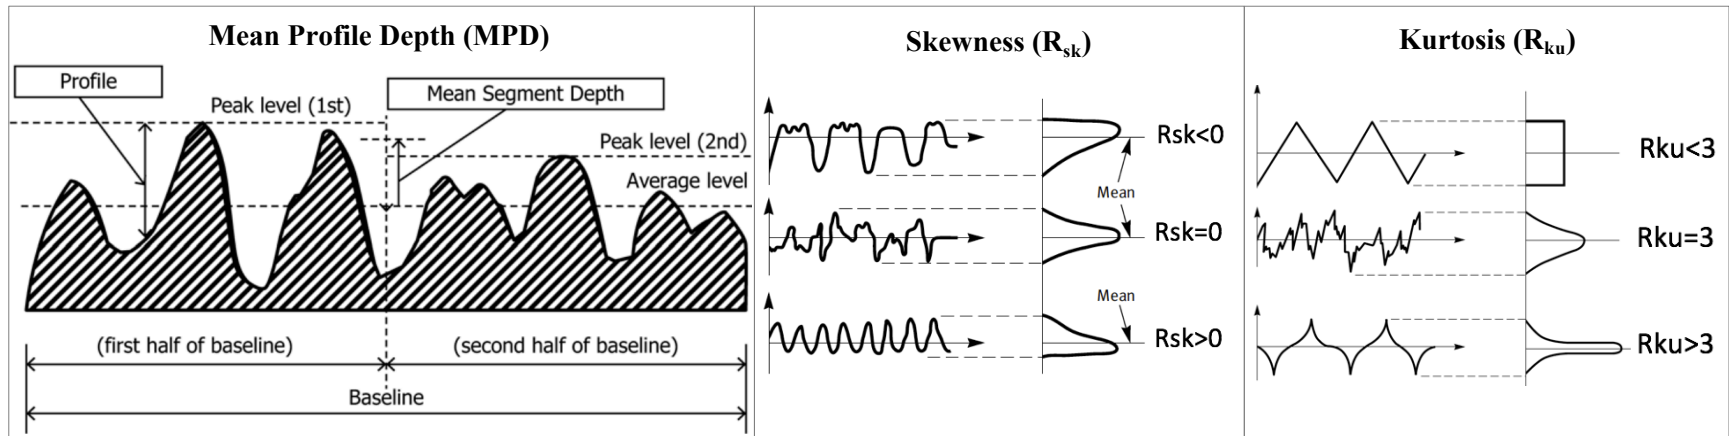 Mean Profile Depth (MPD)
Profile
Peak level (1st)
Mean Segment Depth
Peak level (2nd)
Average level
(first half of baseline)
(second half of baseline)
Baseline
Skewness (Rsk)
Rsk<0
Mean
Rsk=0
Mean
Rsk>0
Kurtosis (Rku)
Rku<3
Rku=3
Rku>3